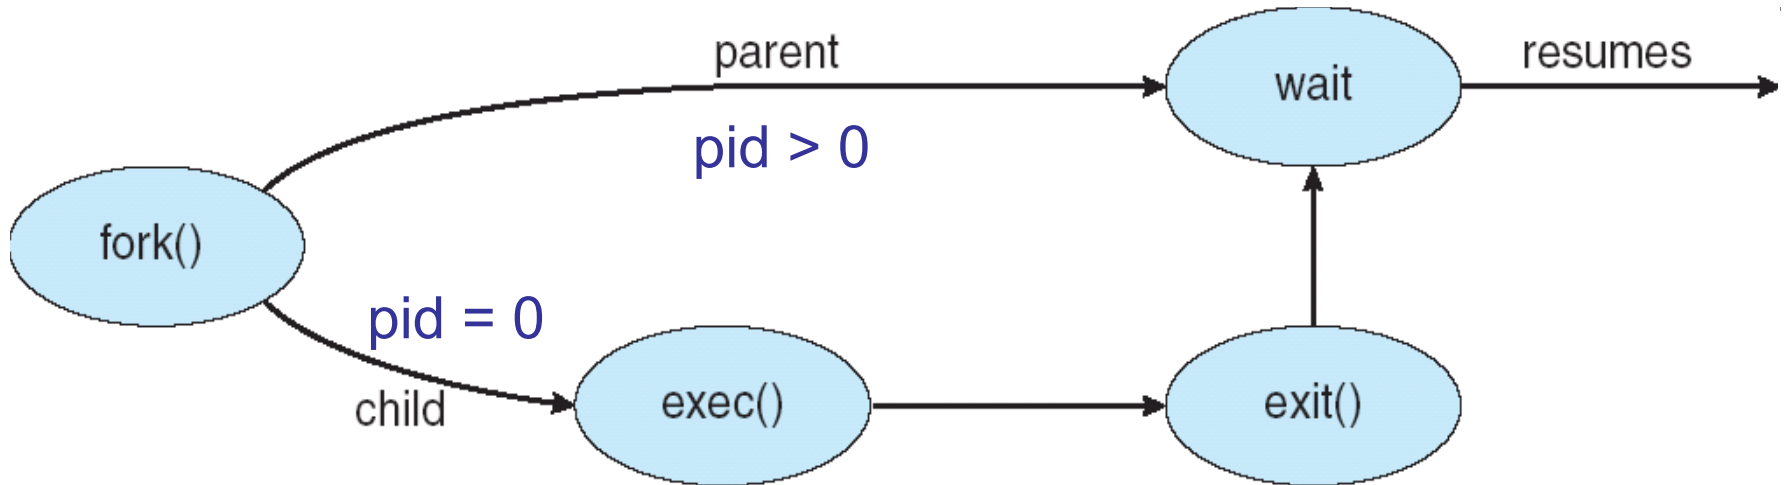 parent
wait
resumes
pid > 0
fork()
pid = 0
child
exec()
exit()